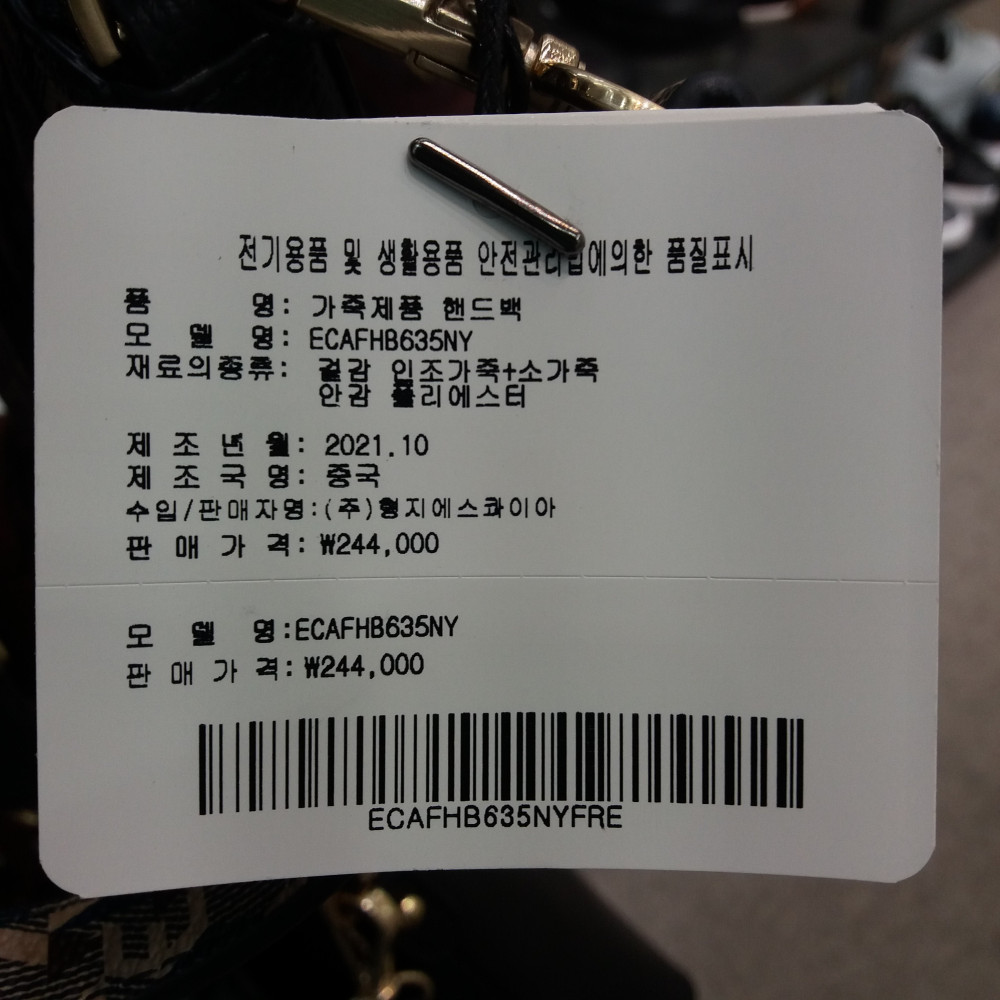 전기용품 및 생활용품 안전관리법에의한 품질표시
품 명: 가죽제품 핸드백
모 델 명: ECAFHB635NY
재료의종류: 겉감 인조가죽+소가죽
안감 폴리에스터
제 조 년 월: 2021.10
제 조 국 명: 중국
수입/판매자명:(주)형지에스콰이아
판 매 가 격: ₩244,000
모 델 명:ECAFHB635NY
판 매 가 격: ₩244,000
ECAFHB635NYFRE